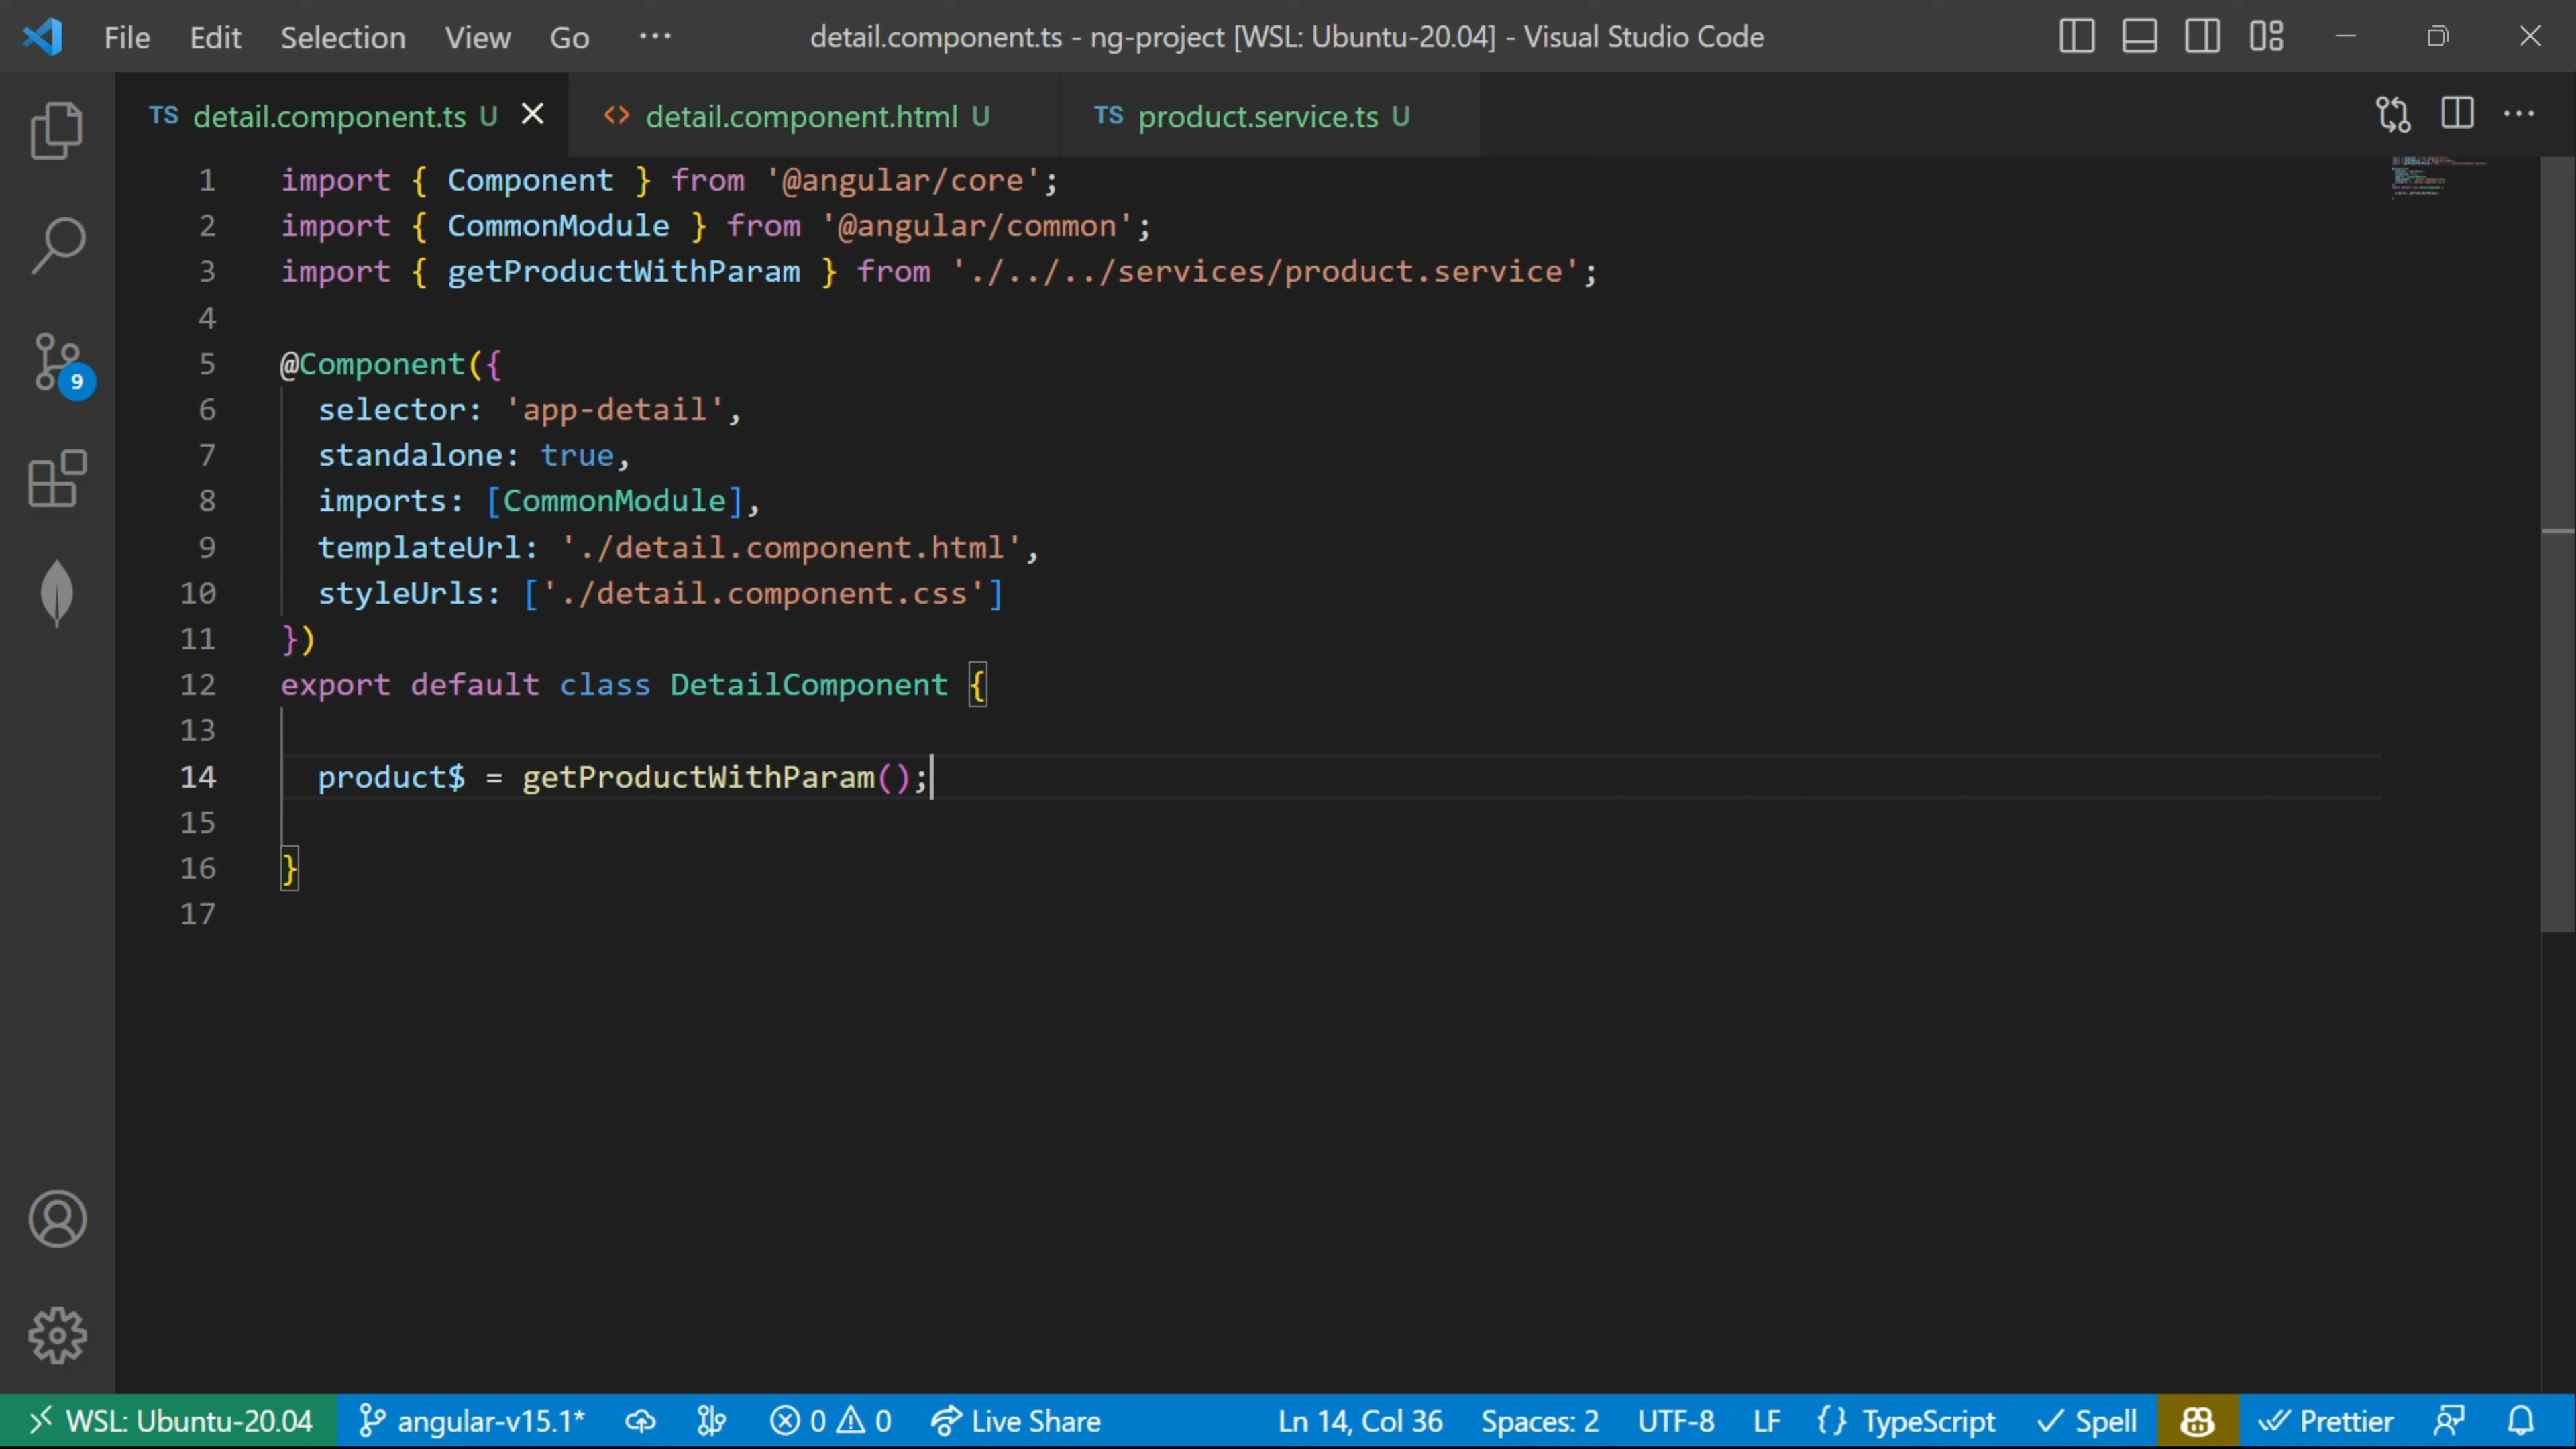 File Edit Selection View Go ··· detail.component.ts - ng-project [WSL: Ubuntu-20.04] - Visual Studio Code
TS detail.component.ts U <> detail.component.html U TS product.service.ts U
1 import { Component } from '@angular/core';
2 import { CommonModule } from '@angular/common';
3 import { getProductWithParam } from './../../services/product.service';
4
5 @Component({
6 selector: 'app-detail',
7 standalone: true,
8 imports: [CommonModule],
9 templateUrl: './detail.component.html',
10 styleUrls: ['./detail.component.css']
11 })
12 export default class DetailComponent {
13
14 product$ = getProductWithParam();
15
16 }
17
9
WSL: Ubuntu-20.04 angular-v15.1* 0 0 Live Share Ln 14, Col 36 Spaces: 2 UTF-8 LF {} TypeScript Spell Prettier